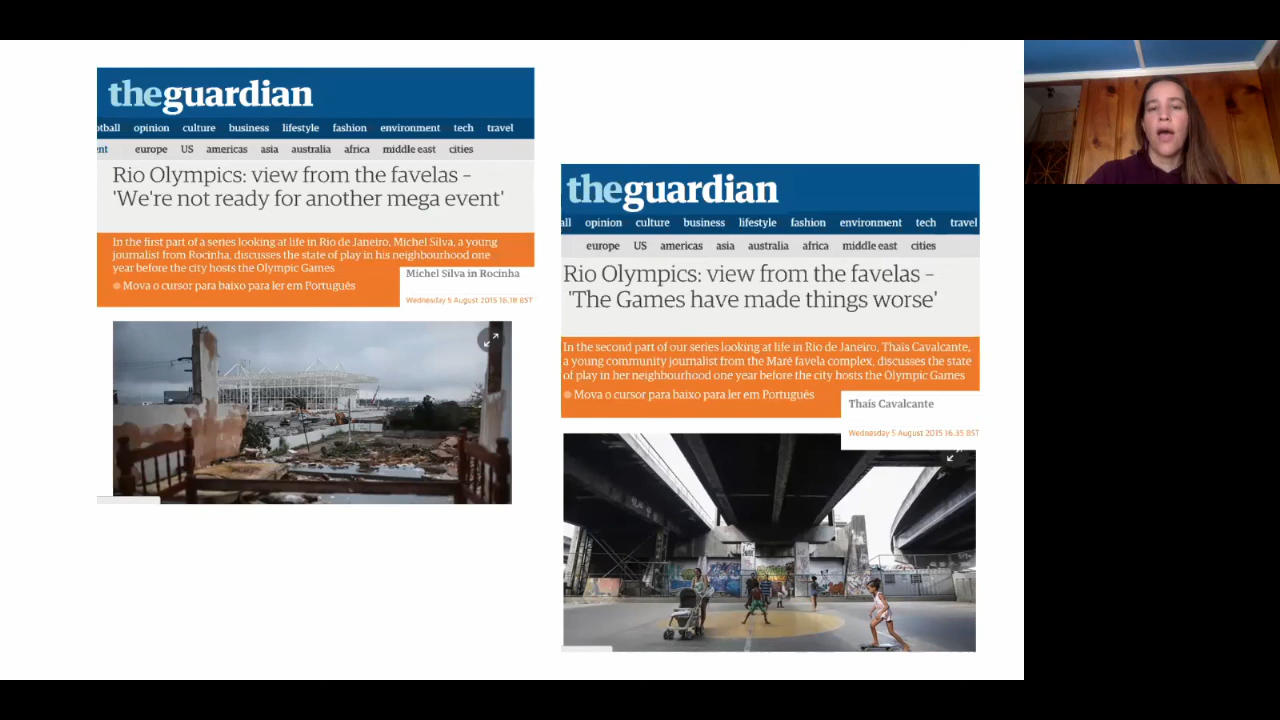 theguardian
otball opinion culture business lifestyle fashion environment tech travel
ent europe US americas asia australia africa middle east cities
Rio Olympics: view from the favelas –
'We're not ready for another mega event'
In the first part of a series looking at life in Rio de Janeiro, Michel Silva, a young
journalist from Rocinha, discusses the state of play in his neighbourhood one
year before the city hosts the Olympic Games
Mova o cursor para baixo para ler em Português
Michel Silva in Rocinha
Wednesday 5 August 2015 16.18 BST
theguardian
all opinion culture business lifestyle fashion environment tech travel
europe US americas asia australia africa middle east cities
Rio Olympics: view from the favelas –
'The Games have made things worse'
In the second part of our series looking at life in Rio de Janeiro, Thaís Cavalcante,
a young community journalist from the Maré favela complex, discusses the state
of play in her neighbourhood one year before the city hosts the Olympic Games
Mova o cursor para baixo para ler em Português
Thaís Cavalcante
Wednesday 5 August 2015 16.35 BST